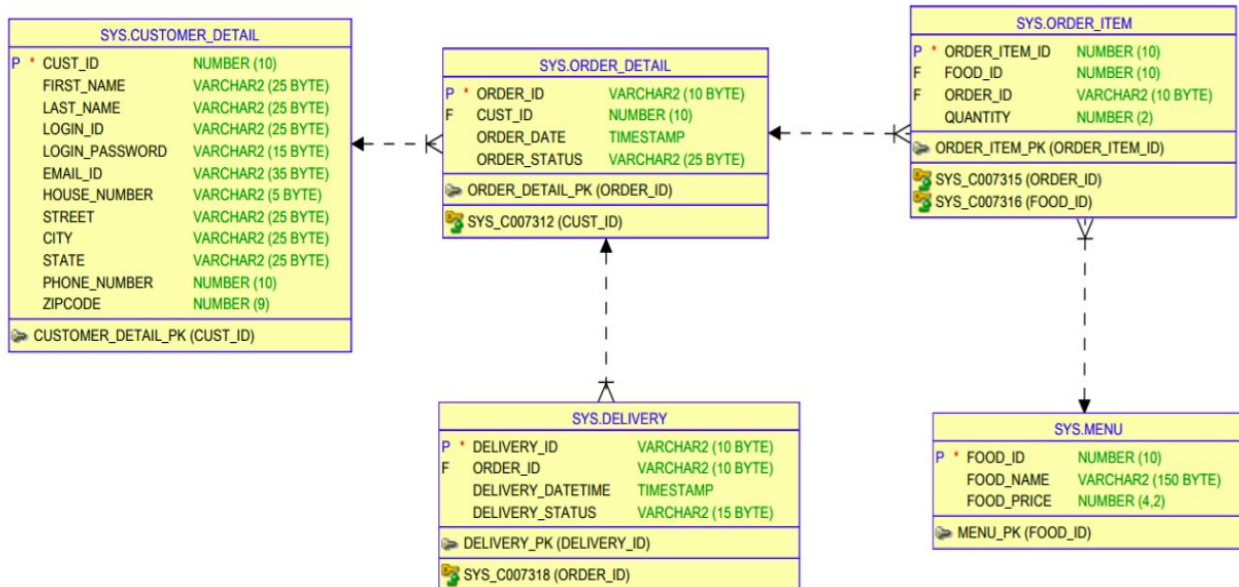 SYS.CUSTOMER_DETAIL
P * CUST_ID NUMBER (10)
FIRST_NAME VARCHAR2 (25 BYTE)
LAST_NAME VARCHAR2 (25 BYTE)
LOGIN_ID VARCHAR2 (25 BYTE)
LOGIN_PASSWORD VARCHAR2 (15 BYTE)
EMAIL_ID VARCHAR2 (35 BYTE)
HOUSE_NUMBER VARCHAR2 (5 BYTE)
STREET VARCHAR2 (25 BYTE)
CITY VARCHAR2 (25 BYTE)
STATE VARCHAR2 (25 BYTE)
PHONE_NUMBER NUMBER (10)
ZIPCODE NUMBER (9)
CUSTOMER_DETAIL_PK (CUST_ID)
SYS.ORDER_DETAIL
P * ORDER_ID VARCHAR2 (10 BYTE)
F CUST_ID NUMBER (10)
ORDER_DATE TIMESTAMP
ORDER_STATUS VARCHAR2 (25 BYTE)
ORDER_DETAIL_PK (ORDER_ID)
SYS_C007312 (CUST_ID)
SYS.ORDER_ITEM
P * ORDER_ITEM_ID NUMBER (10)
F FOOD_ID NUMBER (10)
F ORDER_ID VARCHAR2 (10 BYTE)
QUANTITY NUMBER (2)
ORDER_ITEM_PK (ORDER_ITEM_ID)
SYS_C007315 (ORDER_ID)
SYS_C007316 (FOOD_ID)
SYS.DELIVERY
P * DELIVERY_ID VARCHAR2 (10 BYTE)
F ORDER_ID VARCHAR2 (10 BYTE)
DELIVERY_DATETIME TIMESTAMP
DELIVERY_STATUS VARCHAR2 (15 BYTE)
DELIVERY_PK (DELIVERY_ID)
SYS_C007318 (ORDER_ID)
SYS.MENU
P * FOOD_ID NUMBER (10)
FOOD_NAME VARCHAR2 (150 BYTE)
FOOD_PRICE NUMBER (4,2)
MENU_PK (FOOD_ID)